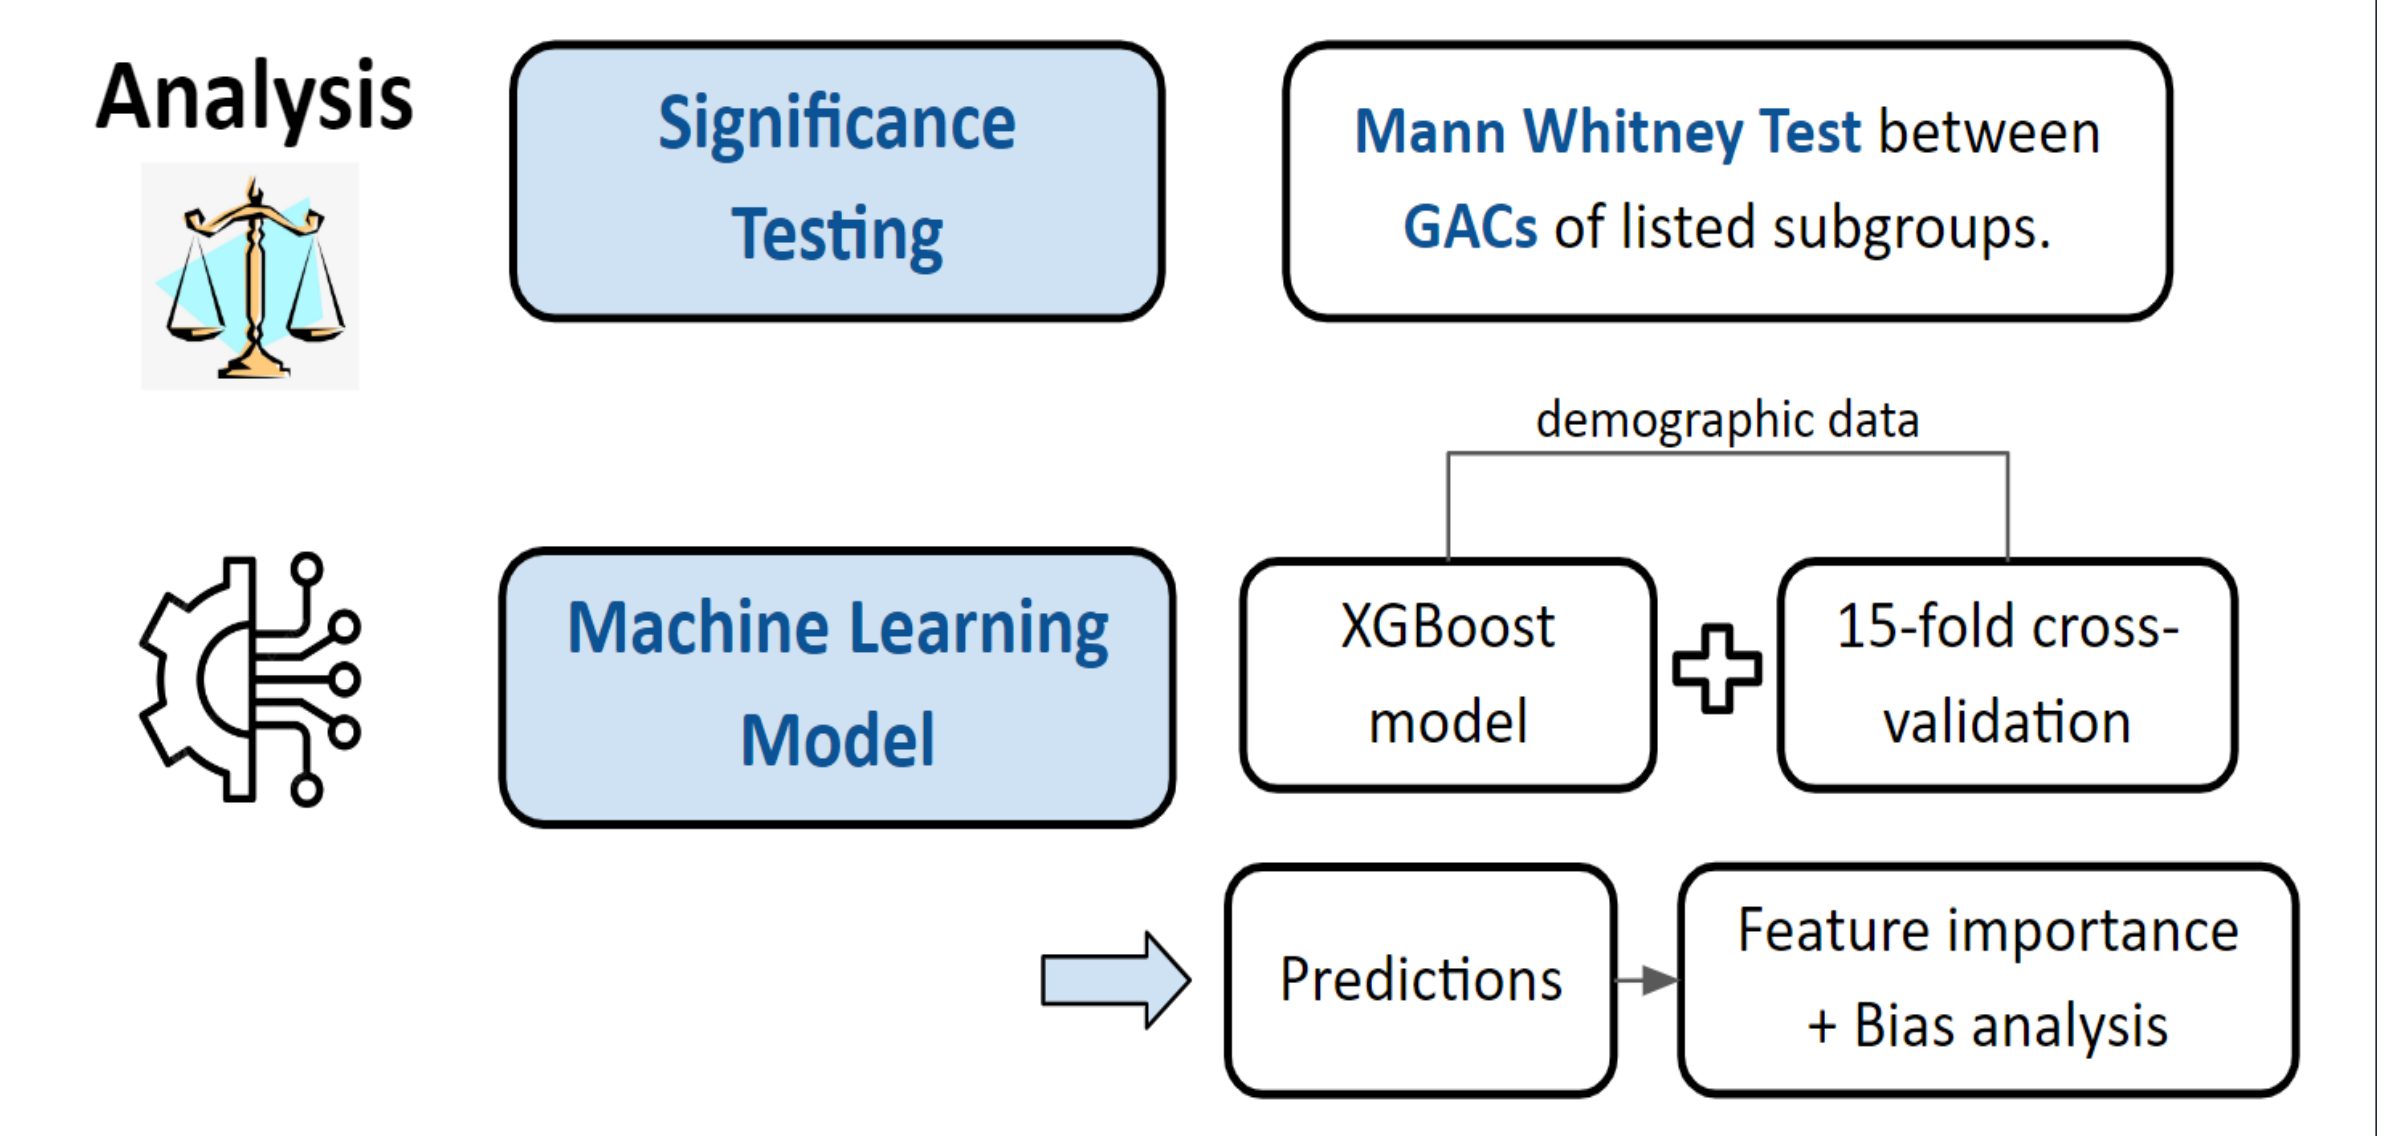 Analysis
Significance
Testing
Mann Whitney Test between
GACs of listed subgroups.
demographic data
Machine Learning
Model
XGBoost
model
15-fold cross-
validation
Predictions
Feature importance
+ Bias analysis